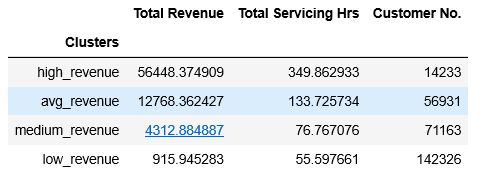 Total Revenue Total Servicing Hrs Customer No.
Clusters
high_revenue 56448.374909 349.862933 14233
avg_revenue 12768.362427 133.725734 56931
medium_revenue 4312.884887 76.767076 71163
low_revenue 915.945283 55.597661 142326